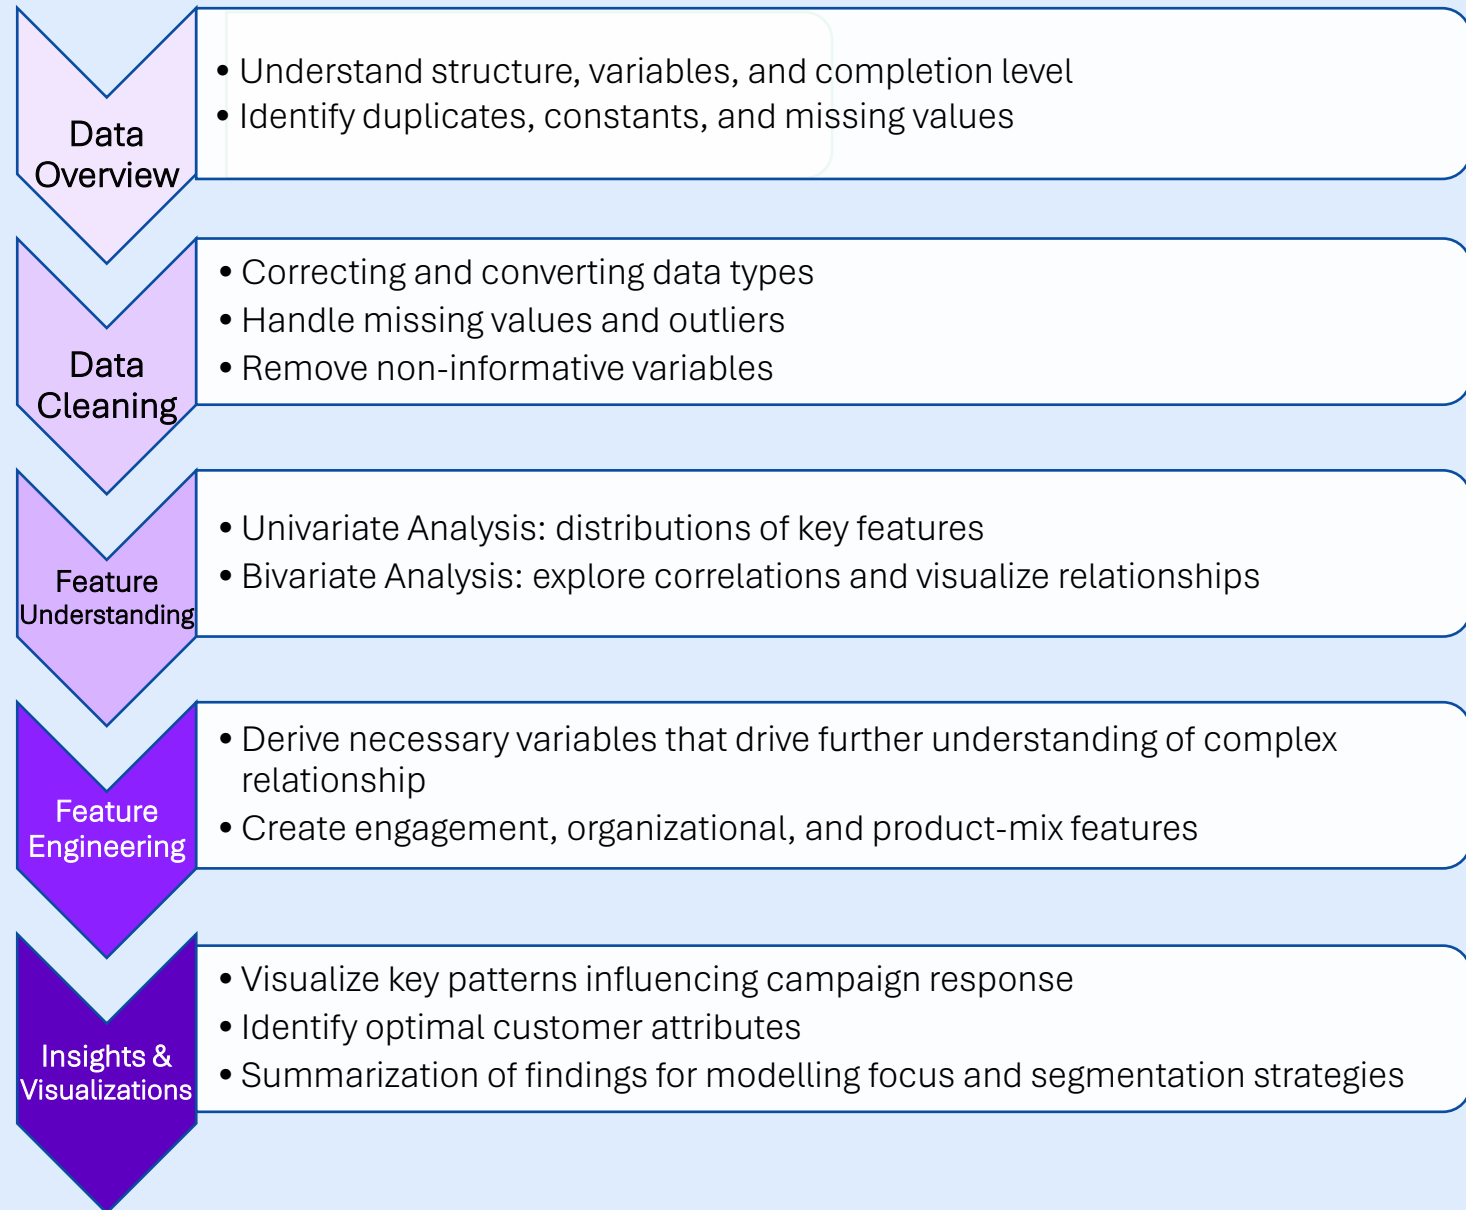 Data
Overview
• Understand structure, variables, and completion level
• Identify duplicates, constants, and missing values
Data
Cleaning
• Correcting and converting data types
• Handle missing values and outliers
• Remove non-informative variables
Feature
Understanding
• Univariate Analysis: distributions of key features
• Bivariate Analysis: explore correlations and visualize relationships
Feature
Engineering
• Derive necessary variables that drive further understanding of complex
relationship
• Create engagement, organizational, and product-mix features
Insights &
Visualizations
• Visualize key patterns influencing campaign response
• Identify optimal customer attributes
• Summarization of findings for modelling focus and segmentation strategies